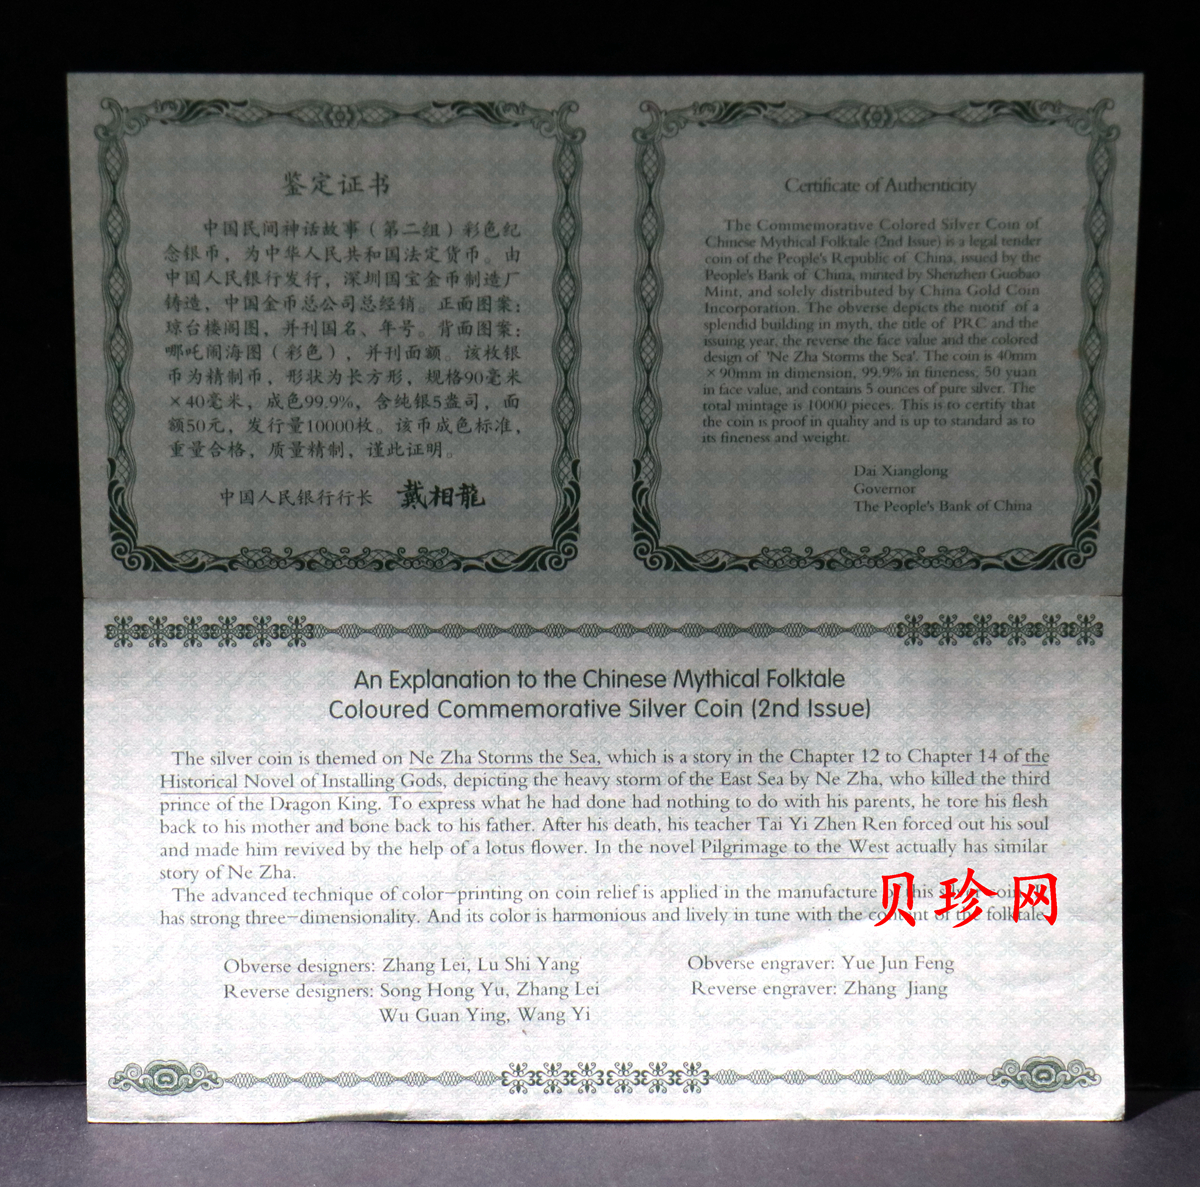 鉴定证书
中国民间神话故事（第二组）彩色纪
念银币，为中华人民共和国法定货币。由
中国人民银行发行，深圳国宝金币制造厂
铸造，中国金币总公司总经销。正面图案：
琼台楼阁图，并刊国名、年号。背面图案：
哪吒闹海图（彩色），并刊面额。该枚银
币为精制币，形状为长方形，规格90毫米
×40毫米，成色99.9%，含纯银5盎司，面
额50元，发行量10000枚。该币成色标准，
重量合格，质量精制，谨此证明。
中国人民银行行长 戴相龍
Certificate of Authenticity
The Commemorative Colored Silver Coin of
Chinese Mythical Folktale (2nd Issue) is a legal tender
coin of the People's Republic of China, issued by the
People's Bank of China, minted by Shenzhen Guobao
Mint, and solely distributed by China Gold Coin
Incorporation. The obverse depicts the motif of a
splendid building in myth, the title of PRC and the
issuing year, the reverse the face value and the colored
design of 'Ne Zha Storms the Sea'. The coin is 40mm
×90mm in dimension, 99.9% in fineness, 50 yuan
in face value, and contains 5 ounces of pure silver. The
total mintage is 10000 pieces. This is to certify that
the coin is proof in quality and is up to standard as to
its fineness and weight.
Dai Xianglong
Governor
The People's Bank of China
An Explanation to the Chinese Mythical Folktale
Coloured Commemorative Silver Coin (2nd Issue)
The silver coin is themed on Ne Zha Storms the Sea, which is a story in the Chapter 12 to Chapter 14 of the
Historical Novel of Installing Gods, depicting the heavy storm of the East Sea by Ne Zha, who killed the third
prince of the Dragon King. To express what he had done had nothing to do with his parents, he tore his flesh
back to his mother and bone back to his father. After his death, his teacher Tai Yi Zhen Ren forced out his soul
and made him revived by the help of a lotus flower. In the novel Pilgrimage to the West actually has similar
story of Ne Zha.
The advanced technique of color-printing on coin relief is applied in the manufacture this
has strong three-dimensionality. And its color is harmonious and lively in tune with the content of the folktale.
贝珍网
Obverse designers: Zhang Lei, Lu Shi Yang
Reverse designers: Song Hong Yu, Zhang Lei
Wu Guan Ying, Wang Yi
Obverse engraver: Yue Jun Feng
Reverse engraver: Zhang Jiang